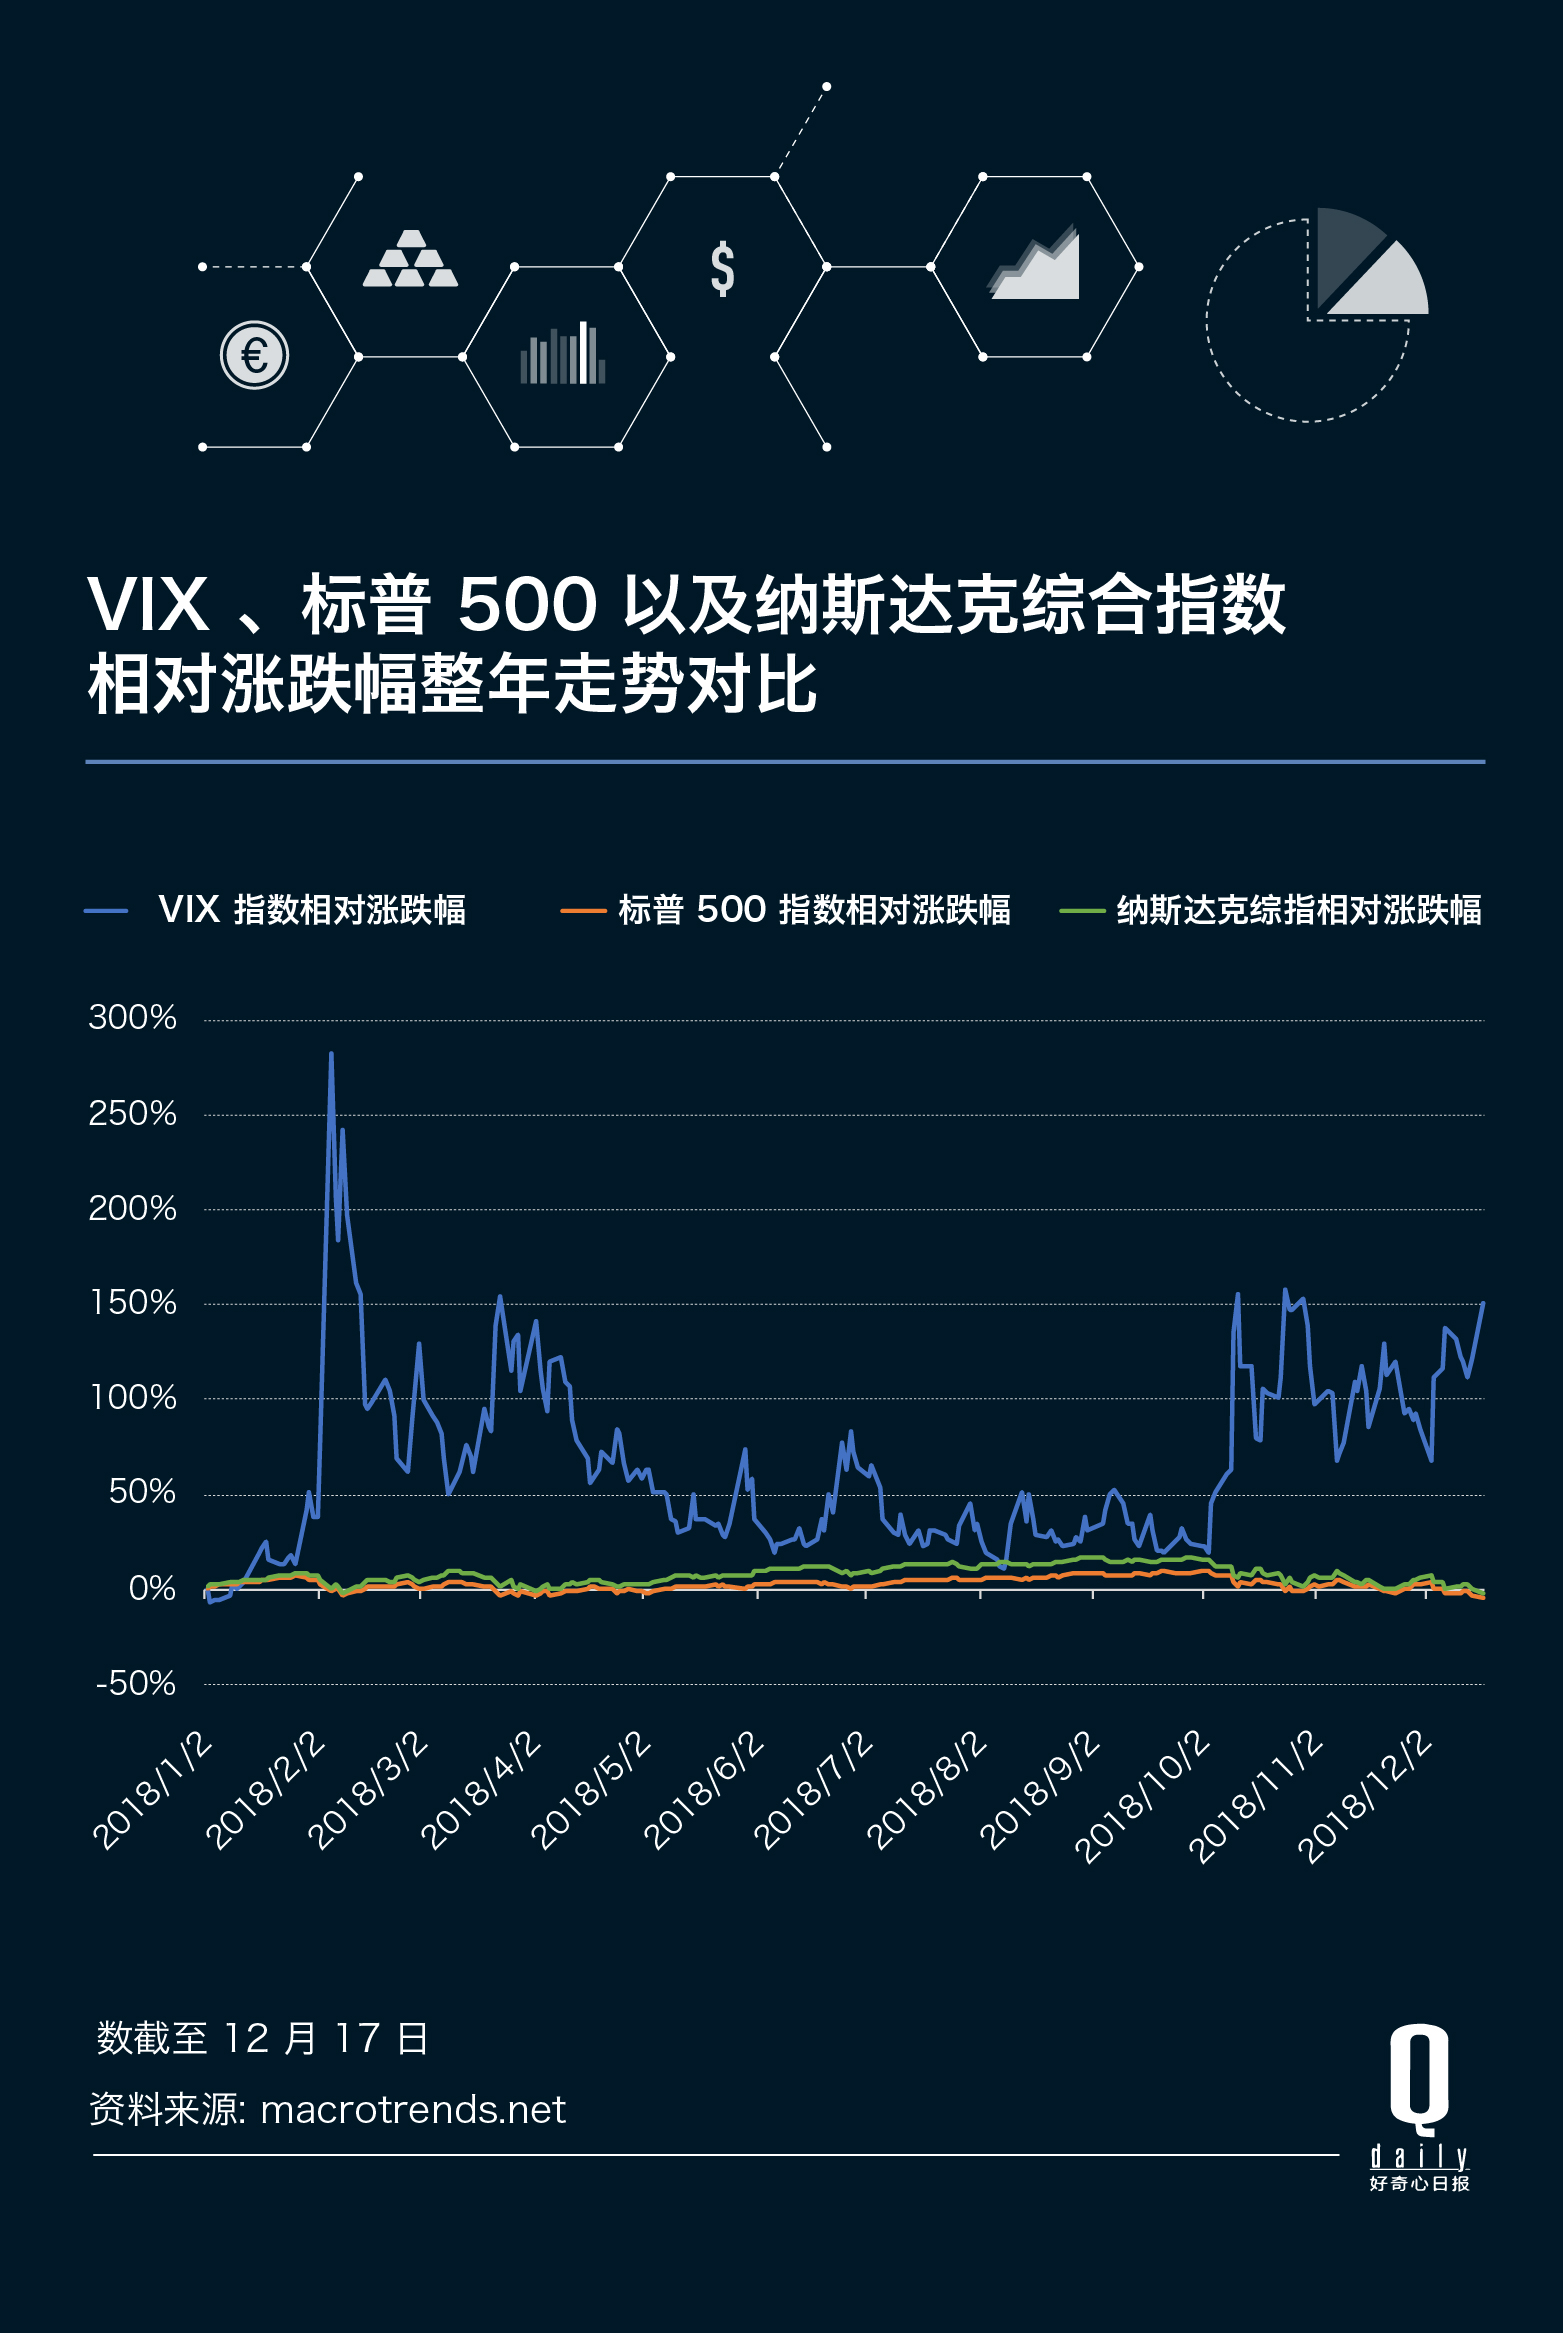 €
$
VIX 、标普 500 以及纳斯达克综合指数
相对涨跌幅整年走势对比
VIX 指数相对涨跌幅 标普 500 指数相对涨跌幅 纳斯达克综指相对涨跌幅
300%
250%
200%
150%
100%
50%
0%
-50%
2018/1/2 2018/2/2 2018/3/2 2018/4/2 2018/5/2 2018/6/2 2018/7/2 2018/8/2 2018/9/2 2018/10/2 2018/11/2 2018/12/2
数截至 12 月 17 日
资料来源: macrotrends.net
Q
daily
好奇心日报